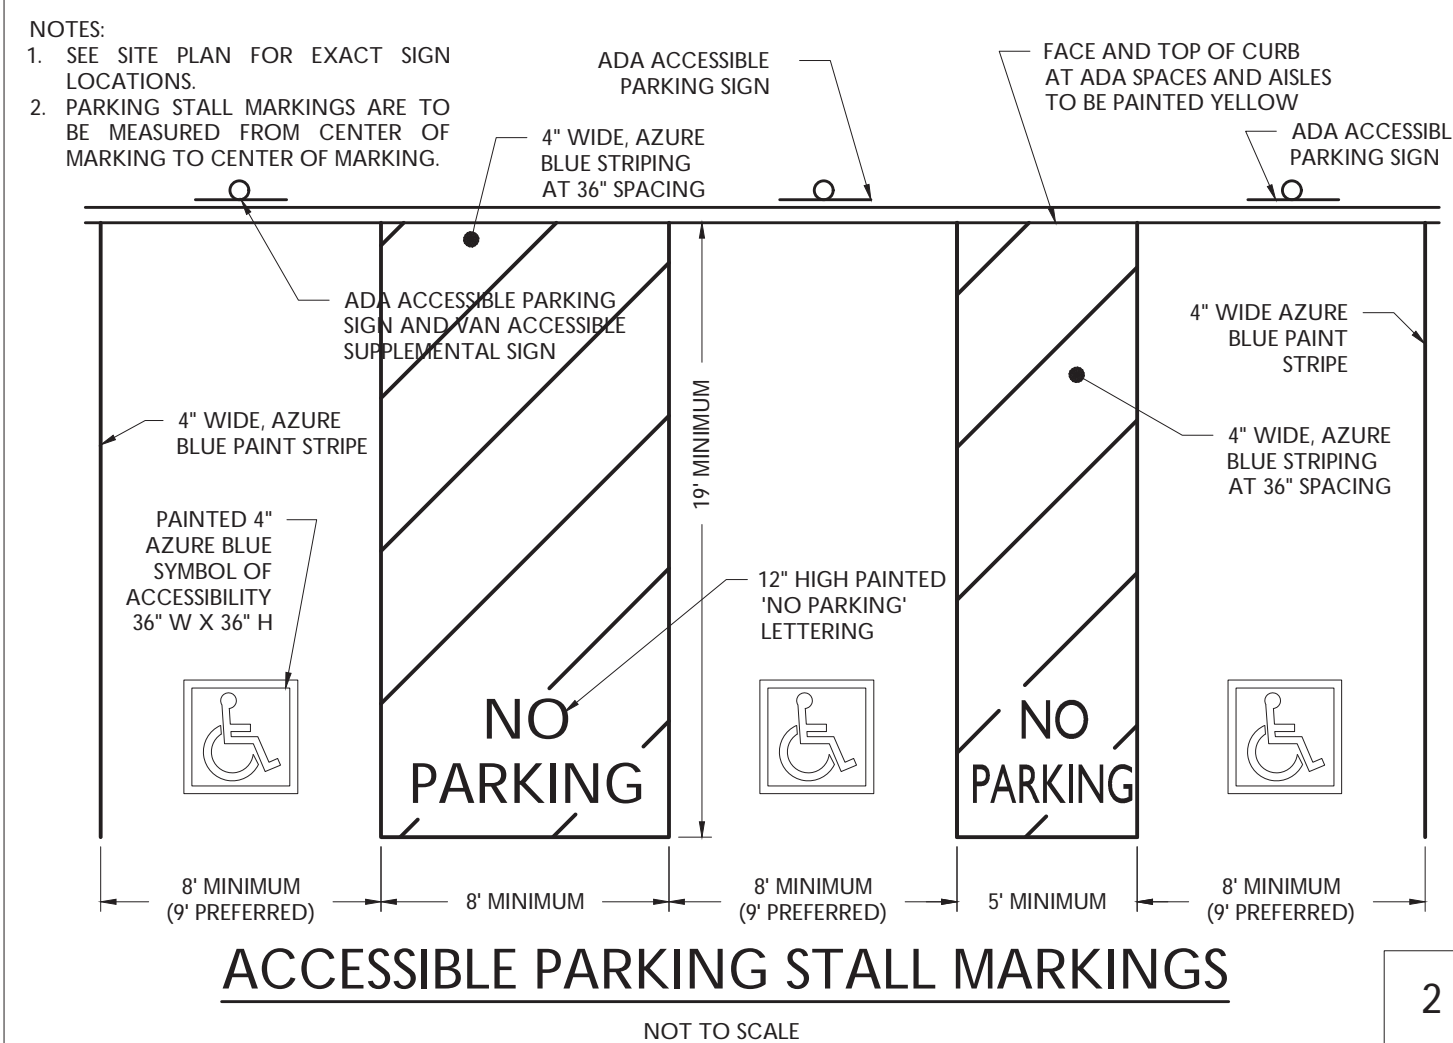 NOTES:
1. SEE SITE PLAN FOR EXACT SIGN
LOCATIONS.
2. PARKING STALL MARKINGS ARE TO
BE MEASURED FROM CENTER OF
MARKING TO CENTER OF MARKING.
ADA ACCESSIBLE
PARKING SIGN
4" WIDE, AZURE
BLUE STRIPING
AT 36" SPACING
FACE AND TOP OF CURB
AT ADA SPACES AND AISLES
TO BE PAINTED YELLOW
ADA ACCESSIBL
PARKING SIGN
ADA ACCESSIBLE PARKING
SIGN AND VAN ACCESSIBLE
SUPPLEMENTAL SIGN
4" WIDE AZURE
BLUE PAINT
STRIPE
4" WIDE, AZURE
BLUE PAINT STRIPE
19' MINIMUM
4" WIDE, AZURE
BLUE STRIPING
AT 36" SPACING
PAINTED 4"
AZURE BLUE
SYMBOL OF
ACCESSIBILITY
36" W X 36" H
12" HIGH PAINTED
'NO PARKING'
LETTERING
NO
PARKING
NO
PARKING
8' MINIMUM
(9' PREFERRED)
8' MINIMUM
8' MINIMUM
(9' PREFERRED)
5' MINIMUM
8' MINIMUM
(9' PREFERRED)
ACCESSIBLE PARKING STALL MARKINGS
NOT TO SCALE
2